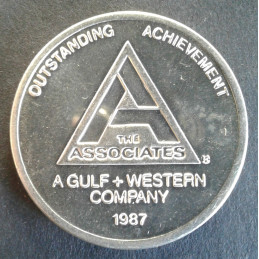 OUTSTANDING ACHIEVEMENT
THE
ASSOCIATES
A GULF + WESTERN
COMPANY
1987